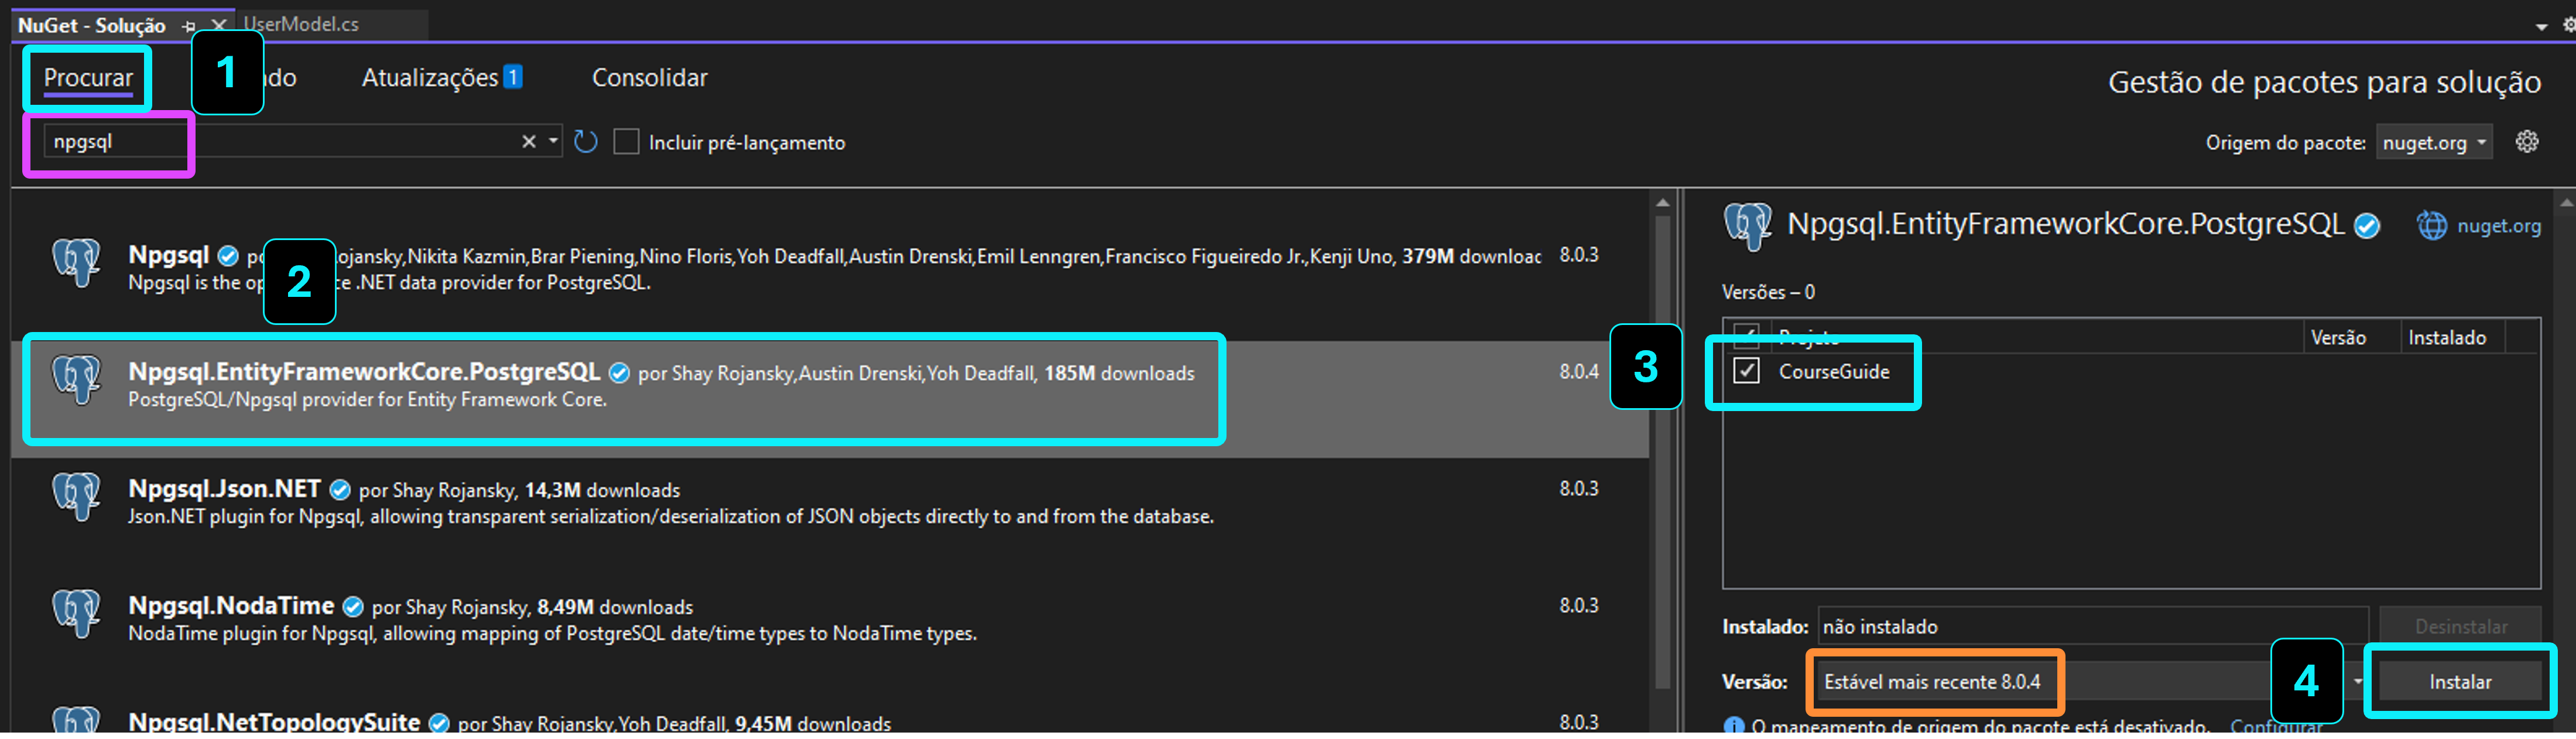 NuGet - Solução
UserModel.cs
Procurar
1
Atualizações 1
Consolidar
Gestão de pacotes para solução
npgsql
Incluir pré-lançamento
Origem do pacote: nuget.org
Npgsql
2
Rojansky,Nikita Kazmin,Brar Piening,Nino Floris,Yoh Deadfall,Austin Drenski,Emil Lenngren,Francisco Figueiredo Jr.,Kenji Uno, 379M downloac
8.0.3
Npgsql is the .NET data provider for PostgreSQL.
Npgsql.EntityFrameworkCore.PostgreSQL por Shay Rojansky,Austin Drenski,Yoh Deadfall, 185M downloads
8.0.4
PostgreSQL/Npgsql provider for Entity Framework Core.
Npgsql.Json.NET por Shay Rojansky, 14,3M downloads
8.0.3
Json.NET plugin for Npgsql, allowing transparent serialization/deserialization of JSON objects directly to and from the database.
Npgsql.NodaTime por Shay Rojansky, 8,49M downloads
8.0.3
NodaTime plugin for Npgsql, allowing mapping of PostgreSQL date/time types to NodaTime types.
Npgsql.NetTopologySuite por Shay Rojansky,Yoh Deadfall, 9,45M downloads
8.0.3
Npgsql.EntityFrameworkCore.PostgreSQL
nuget.org
Versões – 0
Projeto
Versão
Instalado
3
CourseGuide
Instalado: não instalado
Desinstalar
Versão: Estável mais recente 8.0.4
4
Instalar
O mapeamento de origem do pacote está desativado. Configurar